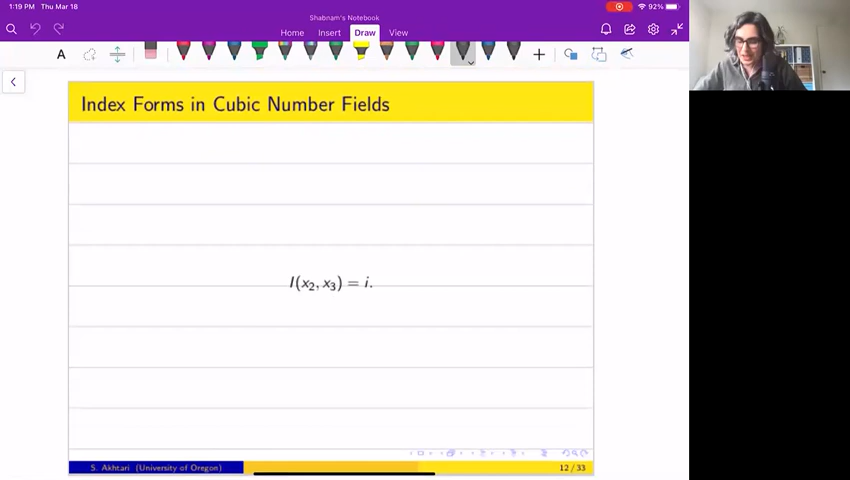 1:19 PM Thu Mar 18
92%
Shabnam's Notebook
Home Insert Draw View
A
Index Forms in Cubic Number Fields
I(x₂, x₃) = i.
S. Akhtari (University of Oregon)
12 / 33